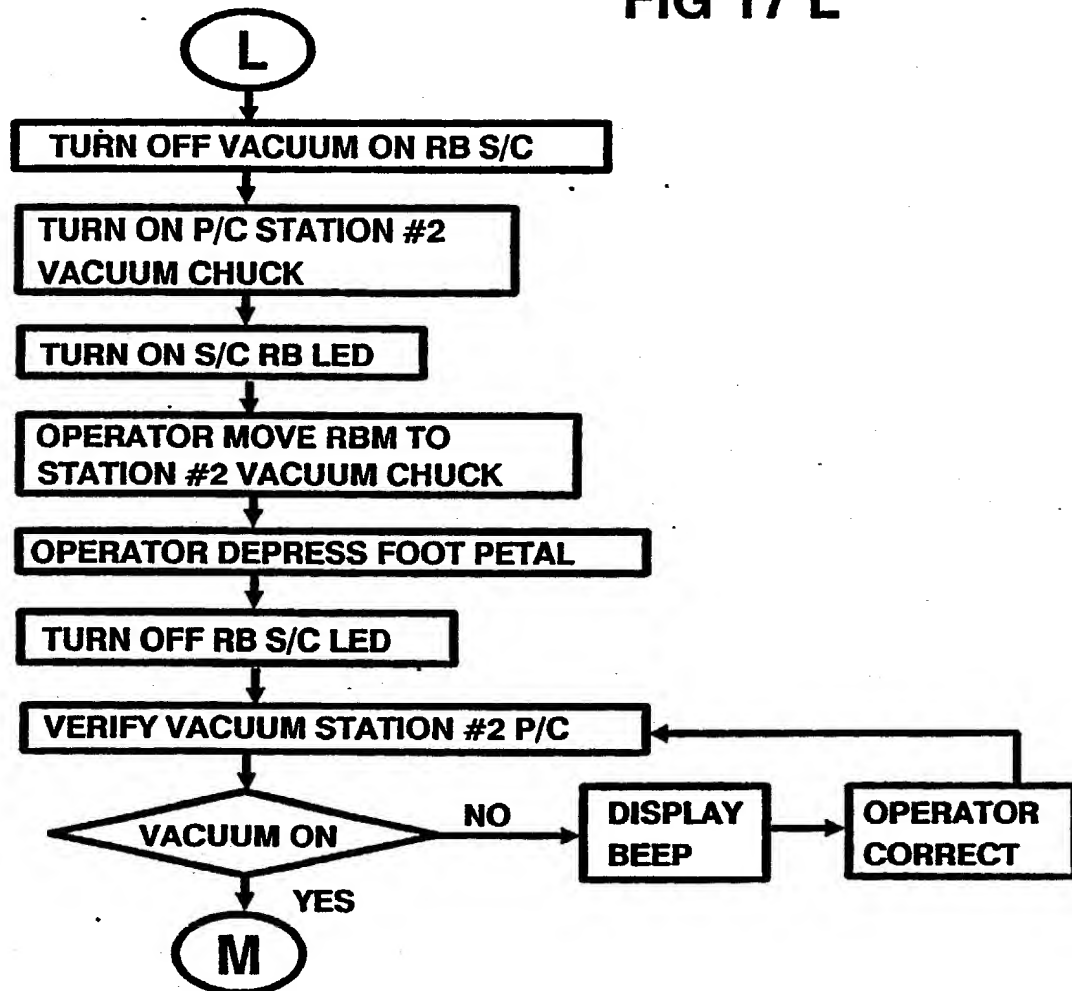 FIG 17 L
L
TURN OFF VACUUM ON RB S/C
TURN ON P/C STATION #2
VACUUM CHUCK
TURN ON S/C RB LED
OPERATOR MOVE RBM TO
STATION #2 VACUUM CHUCK
OPERATOR DEPRESS FOOT PETAL
TURN OFF RB S/C LED
VERIFY VACUUM STATION #2 P/C
VACUUM ON
NO
DISPLAY
BEEP
OPERATOR
CORRECT
YES
M